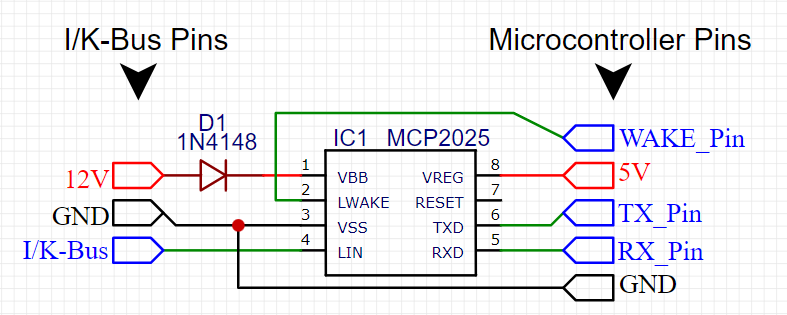 I/K-Bus Pins
Microcontroller Pins
D1
1N4148
IC1 MCP2025
WAKE_Pin
12V
1
VBB
VREG
8
5V
2
LWAKE
RESET
7
GND
3
VSS
TXD
6
TX_Pin
I/K-Bus
4
LIN
RXD
5
RX_Pin
GND